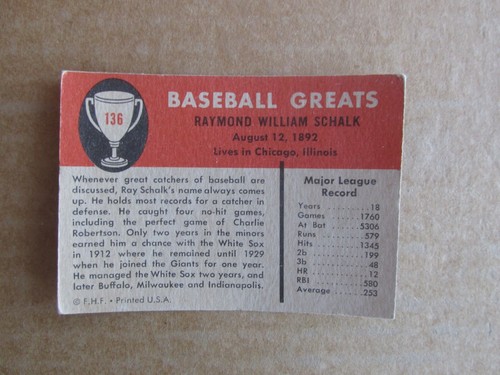 136
BASEBALL GREATS
RAYMOND WILLIAM SCHALK
August 12, 1892
Lives in Chicago, Illinois
Whenever great catchers of baseball are
discussed, Ray Schalk's name always comes
up. He holds most records for a catcher in
defense. He caught four no-hit games,
including the perfect game of Charlie
Robertson. Only two years in the minors
earned him a chance with the White Sox
in 1912 where he remained until 1929
when he joined the Giants for one year.
He managed the White Sox two years, and
later Buffalo, Milwaukee and Indianapolis.
© F.H.F. • Printed U.S.A.
Major League
Record
Years ........ 18
Games ....... 1760
At Bat ....... 5306
Runs ......... 579
Hits ......... 1345
2b ........... 199
3b ........... 48
HR ........... 12
RBI .......... 580
Average ..... .253